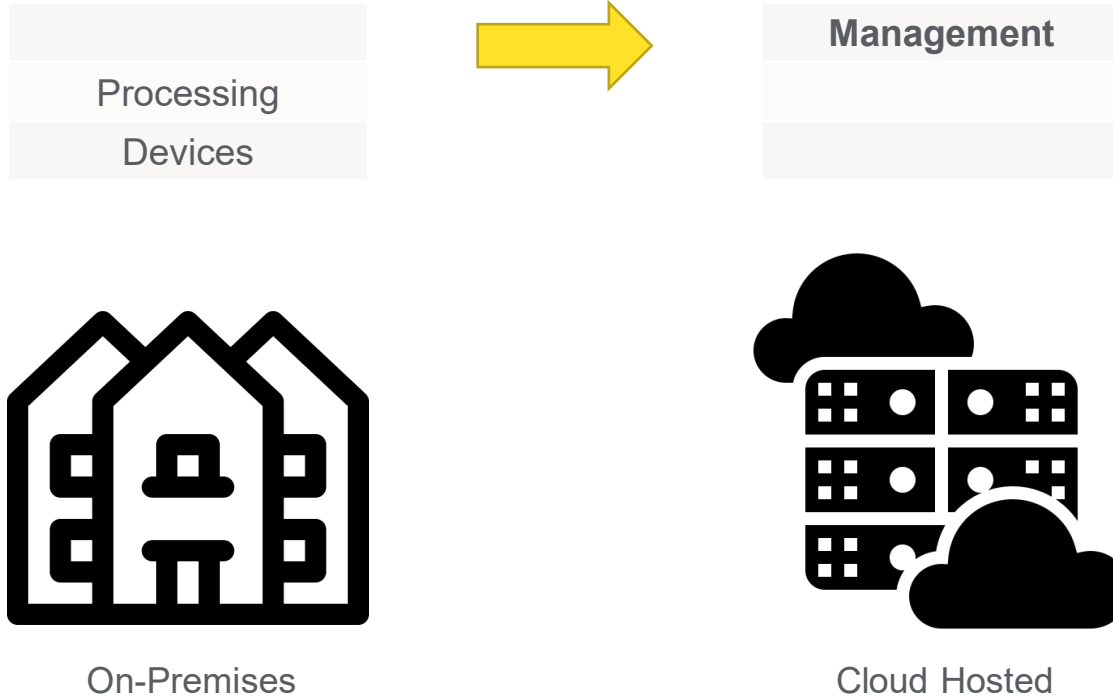 Management
Processing
Devices
On-Premises
Cloud Hosted